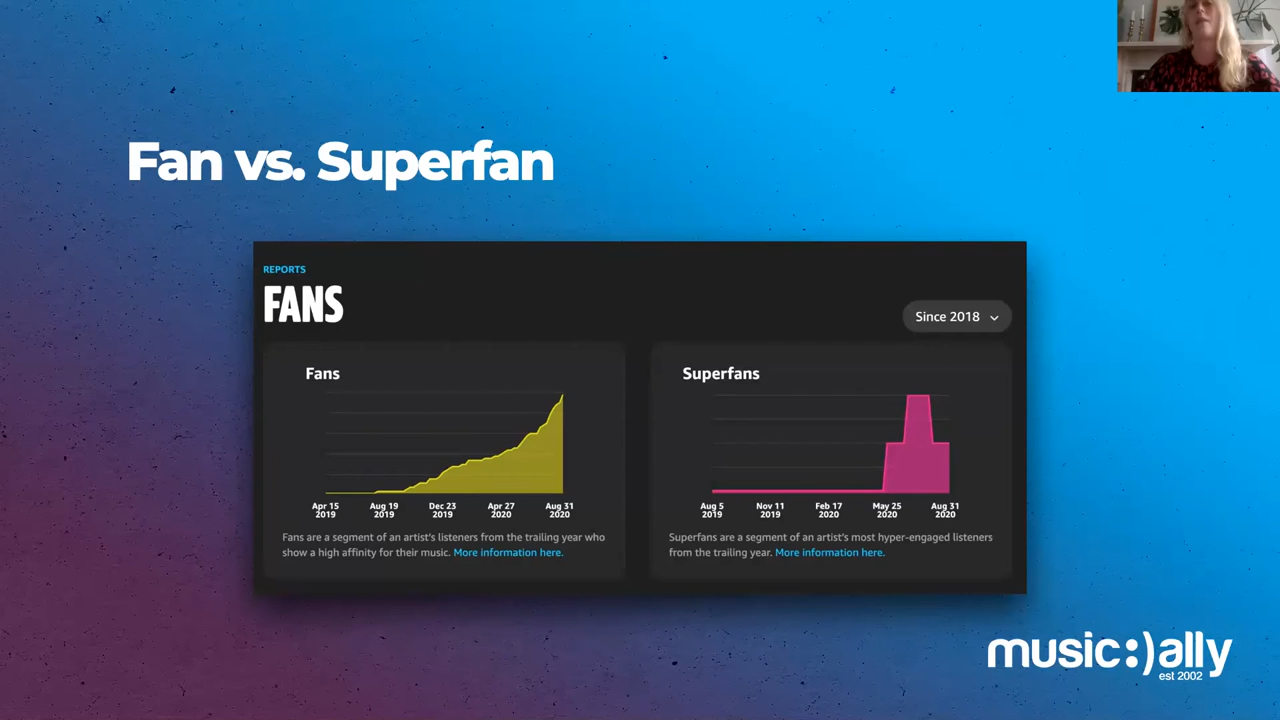 Fan vs. Superfan
REPORTS
FANS
Since 2018
Fans
Apr 15 Aug 19 Dec 23 Apr 27 Aug 31
2019 2019 2019 2020 2020
Fans are a segment of an artist's listeners from the trailing year who
show a high affinity for their music. More information here.
Superfans
Aug 5 Nov 11 Feb 17 May 25 Aug 31
2019 2019 2020 2020 2020
Superfans are a segment of an artist's most hyper-engaged listeners
from the trailing year. More information here.
music:)ally
est 2002